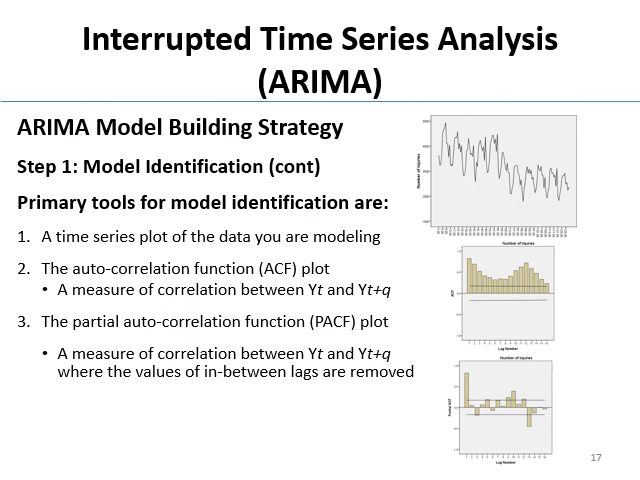 Interrupted Time Series Analysis
(ARIMA)
ARIMA Model Building Strategy
Step 1: Model Identification (cont)
Primary tools for model identification are:
1. A time series plot of the data you are modeling
2. The auto-correlation function (ACF) plot
• A measure of correlation between Yt and Yt+q
3. The partial auto-correlation function (PACF) plot
• A measure of correlation between Yt and Yt+q
where the values of in-between lags are removed
Number of Injuries
Number of Injuries
ACF
Lag Number
Number of Injuries
Partial ACF
Lag Number
17